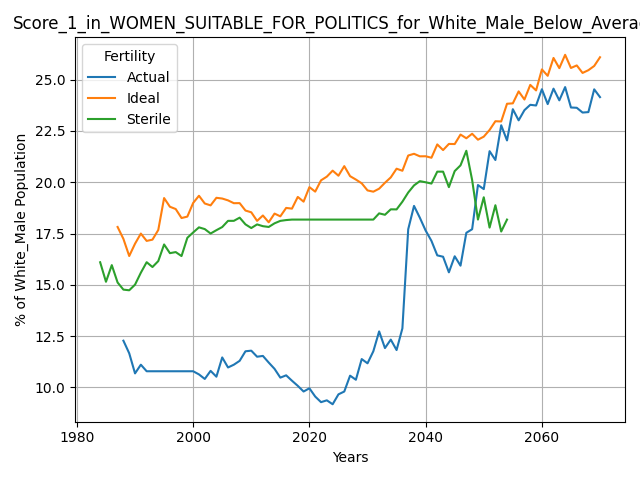 Score_1_in_WOMEN_SUITABLE_FOR_POLITICS_for_White_Male_Below_Avera
Fertility
Actual
Ideal
Sterile
% of White_Male Population
25.0
22.5
20.0
17.5
15.0
12.5
10.0
1980
2000
2020
2040
2060
Years